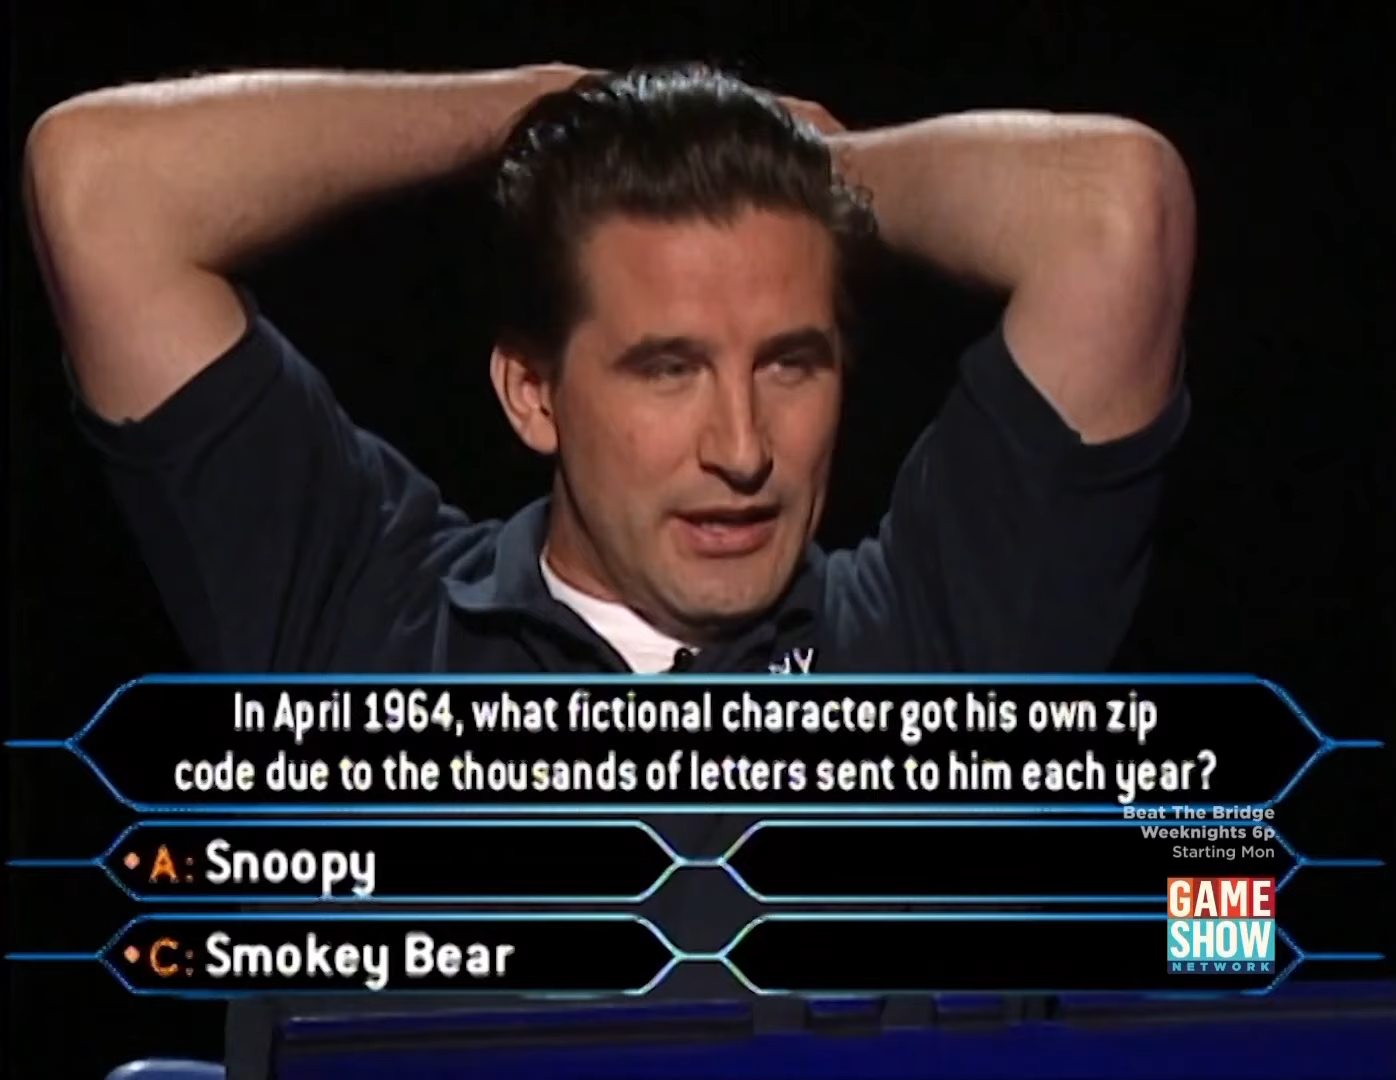 In April 1964, what fictional character got his own zip
code due to the thousands of letters sent to him each year?
Beat The Bridge
Weeknights 6p
Starting Mon
A: Snoopy
C: Smokey Bear
GAME
SHOW
NETWORK